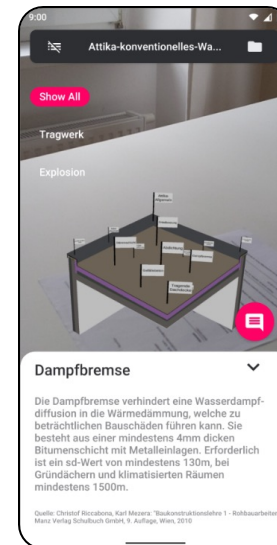 9:00
Attika-konventionelles-Wa...
Show All
Tragwerk
Explosion
Dampfbremse
Die Dampfbremse verhindert eine Wasserdampf-
diffusion in die Wärmedämmung, welche zu
beträchtlichen Bauschäden führen kann. Sie
besteht aus einer mindestens 4mm dicken
Bitumenschicht mit Metalleinlagen. Erforderlich
ist ein sd-Wert von mindestens 130m, bei
Gründächern und klimatisierten Räumen
mindestens 1500m.
Quelle: Christof Riccabona, Karl Mezera: "Baukonstruktionslehre 1 - Rohbauarbeiten
Manz Verlag Schulbuch GmbH, 9. Auflage, Wien, 2010